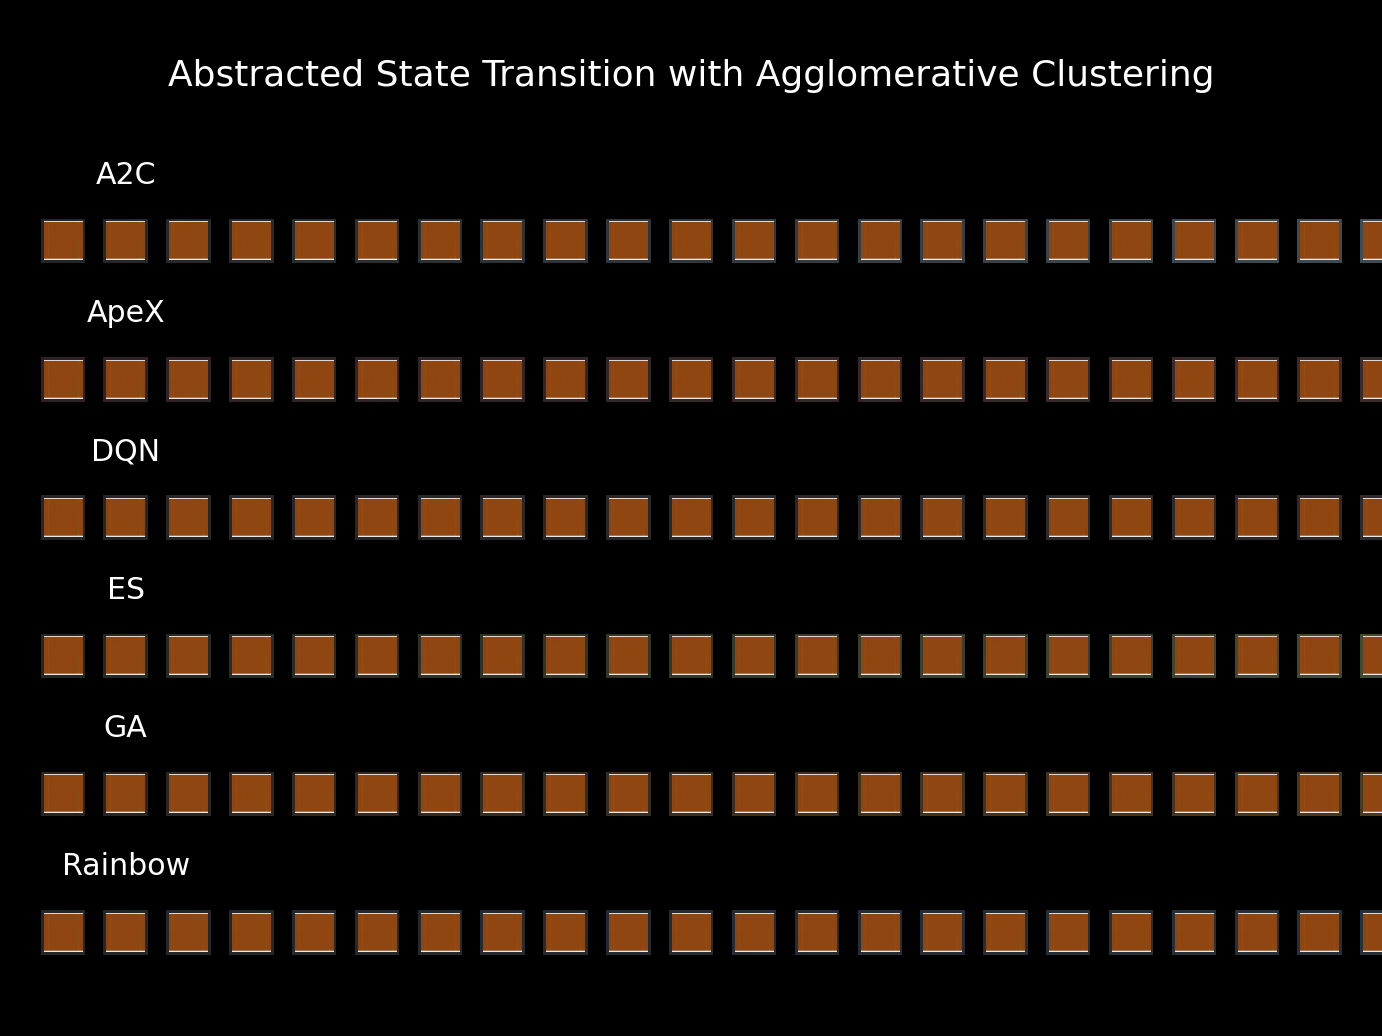 Abstracted State Transition with Agglomerative Clustering
A2C
ApeX
DQN
ES
GA
Rainbow